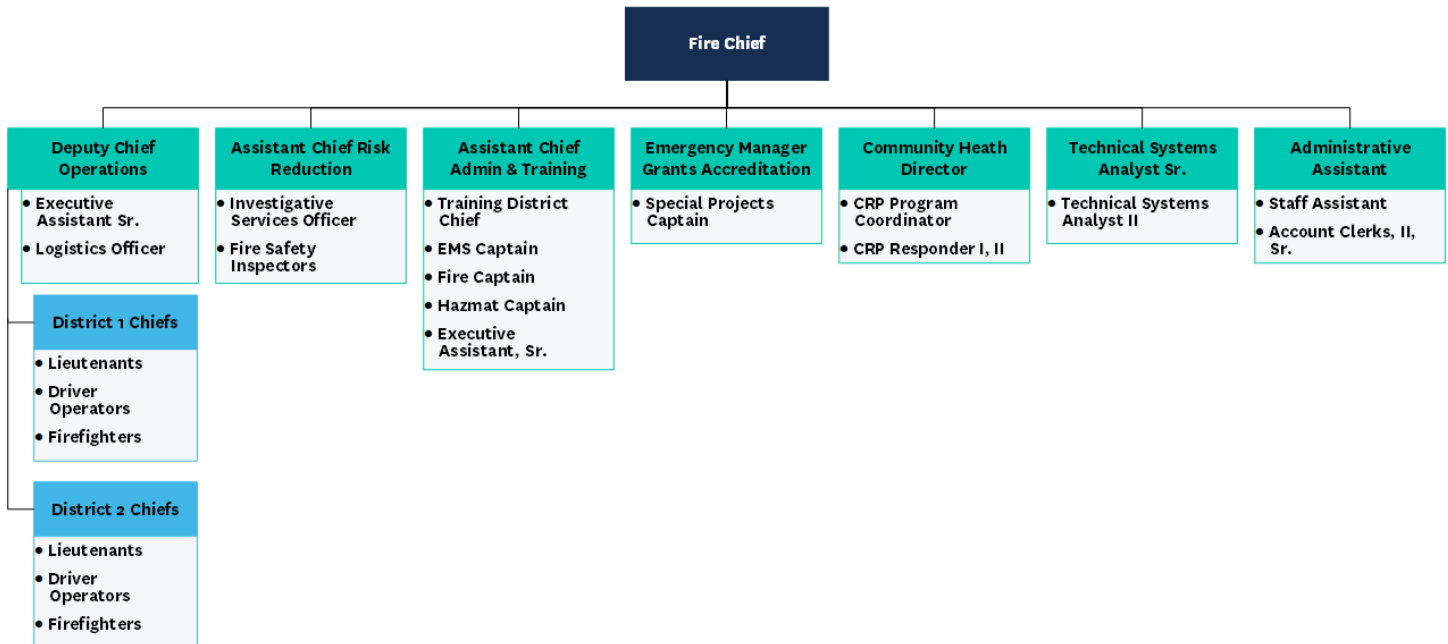 Fire Chief
Deputy Chief
Operations
• Executive
Assistant Sr.
• Logistics Officer
District 1 Chiefs
• Lieutenants
• Driver
Operators
• Firefighters
District 2 Chiefs
• Lieutenants
• Driver
Operators
• Firefighters
Assistant Chief Risk
Reduction
• Investigative
Services Officer
• Fire Safety
Inspectors
Assistant Chief
Admin & Training
• Training District
Chief
• EMS Captain
• Fire Captain
• Hazmat Captain
• Executive
Assistant, Sr.
Emergency Manager
Grants Accreditation
• Special Projects
Captain
Community Heath
Director
• CRP Program
Coordinator
• CRP Responder I, II
Technical Systems
Analyst Sr.
• Technical Systems
Analyst II
Administrative
Assistant
• Staff Assistant
• Account Clerks, II,
Sr.